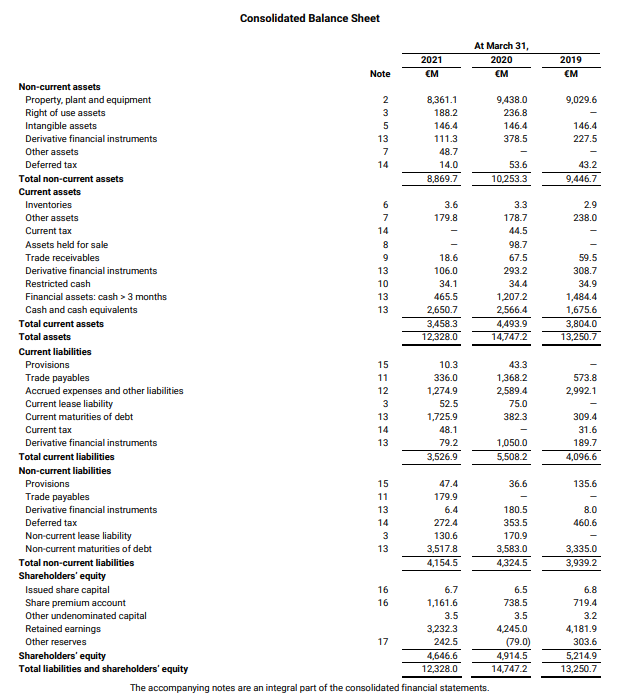 Consolidated Balance Sheet
At March 31,
2021 2020 2019
Note €M €M €M
Non-current assets
Property, plant and equipment 2 8,361.1 9,438.0 9,029.6
Right of use assets 3 188.2 236.8 —
Intangible assets 5 146.4 146.4 146.4
Derivative financial instruments 13 111.3 378.5 227.5
Other assets 7 48.7 — —
Deferred tax 14 14.0 53.6 43.2
Total non-current assets 8,869.7 10,253.3 9,446.7
Current assets
Inventories 6 3.6 3.3 2.9
Other assets 7 179.8 178.7 238.0
Current tax 14 — 44.5 —
Assets held for sale 8 — 98.7 —
Trade receivables 9 18.6 67.5 59.5
Derivative financial instruments 13 106.0 293.2 308.7
Restricted cash 10 34.1 34.4 34.9
Financial assets: cash > 3 months 13 465.5 1,207.2 1,484.4
Cash and cash equivalents 13 2,650.7 2,566.4 1,675.6
Total current assets 3,458.3 4,493.9 3,804.0
Total assets 12,328.0 14,747.2 13,250.7
Current liabilities
Provisions 15 10.3 43.3 —
Trade payables 11 336.0 1,368.2 573.8
Accrued expenses and other liabilities 12 1,274.9 2,589.4 2,992.1
Current lease liability 3 52.5 75.0 —
Current maturities of debt 13 1,725.9 382.3 309.4
Current tax 14 48.1 — 31.6
Derivative financial instruments 13 79.2 1,050.0 189.7
Total current liabilities 3,526.9 5,508.2 4,096.6
Non-current liabilities
Provisions 15 47.4 36.6 135.6
Trade payables 11 179.9 — —
Derivative financial instruments 13 6.4 180.5 8.0
Deferred tax 14 272.4 353.5 460.6
Non-current lease liability 3 130.6 170.9 —
Non-current maturities of debt 13 3,517.8 3,583.0 3,335.0
Total non-current liabilities 4,154.5 4,324.5 3,939.2
Shareholders' equity
Issued share capital 16 6.7 6.5 6.8
Share premium account 16 1,161.6 738.5 719.4
Other undenominated capital 3.5 3.5 3.2
Retained earnings 3,232.3 4,245.0 4,181.9
Other reserves 17 242.5 (79.0) 303.6
Shareholders' equity 4,646.6 4,914.5 5,214.9
Total liabilities and shareholders' equity 12,328.0 14,747.2 13,250.7
The accompanying notes are an integral part of the consolidated financial statements.